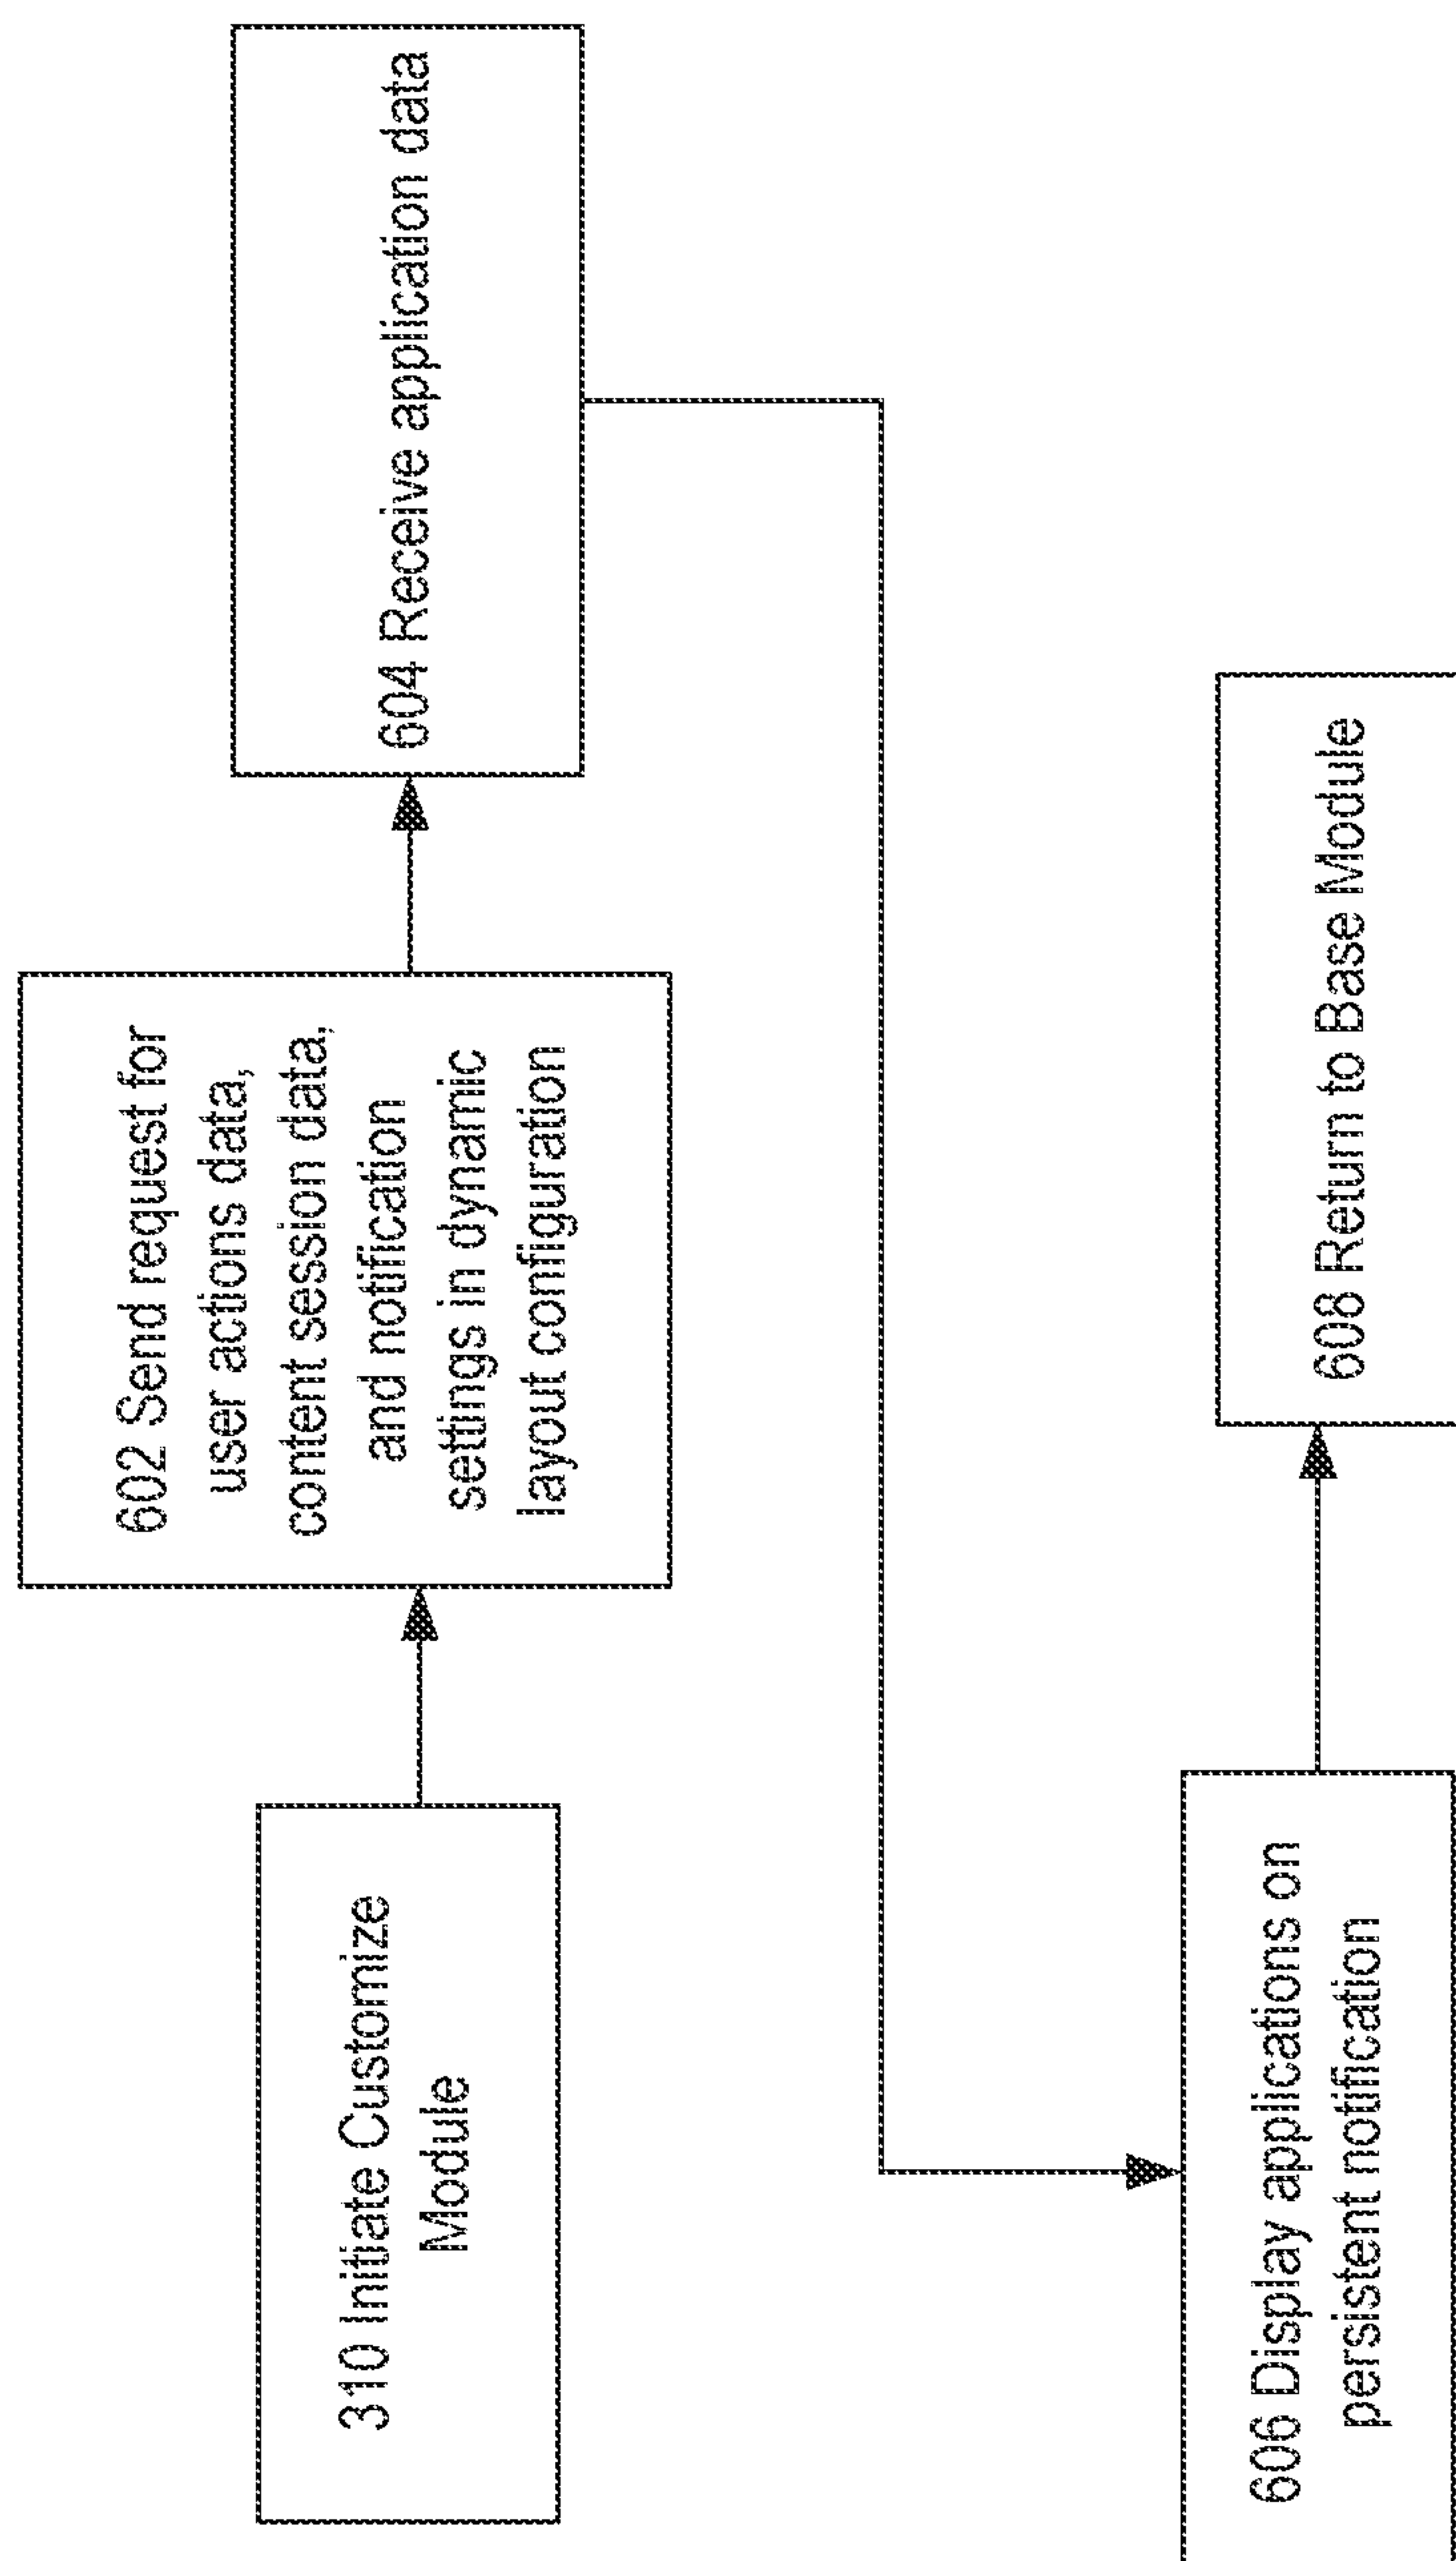 310 Initiate Customize
Module
602 Send request for
user actions data,
content session data,
and notification
settings in dynamic
layout configuration
604 Receive application data
606 Display applications on
persistent notification
608 Return to Base Module